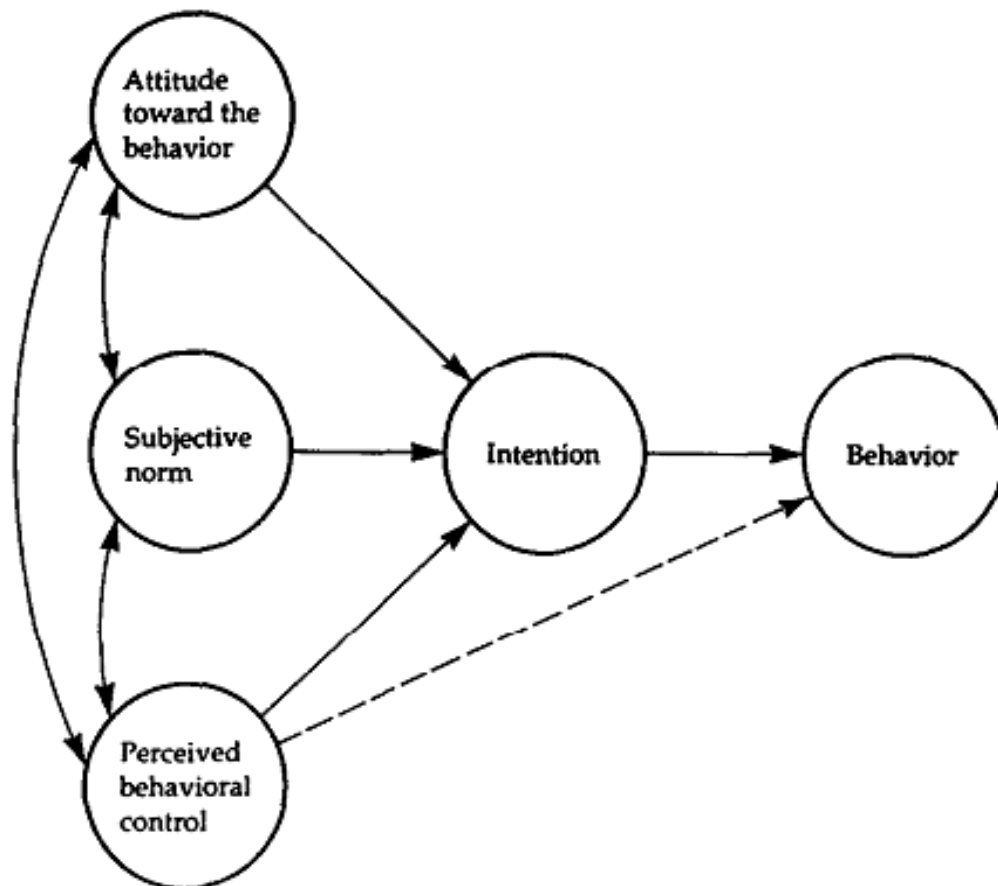 Attitude
toward the
behavior
Subjective
norm
Intention
Behavior
Perceived
behavioral
control